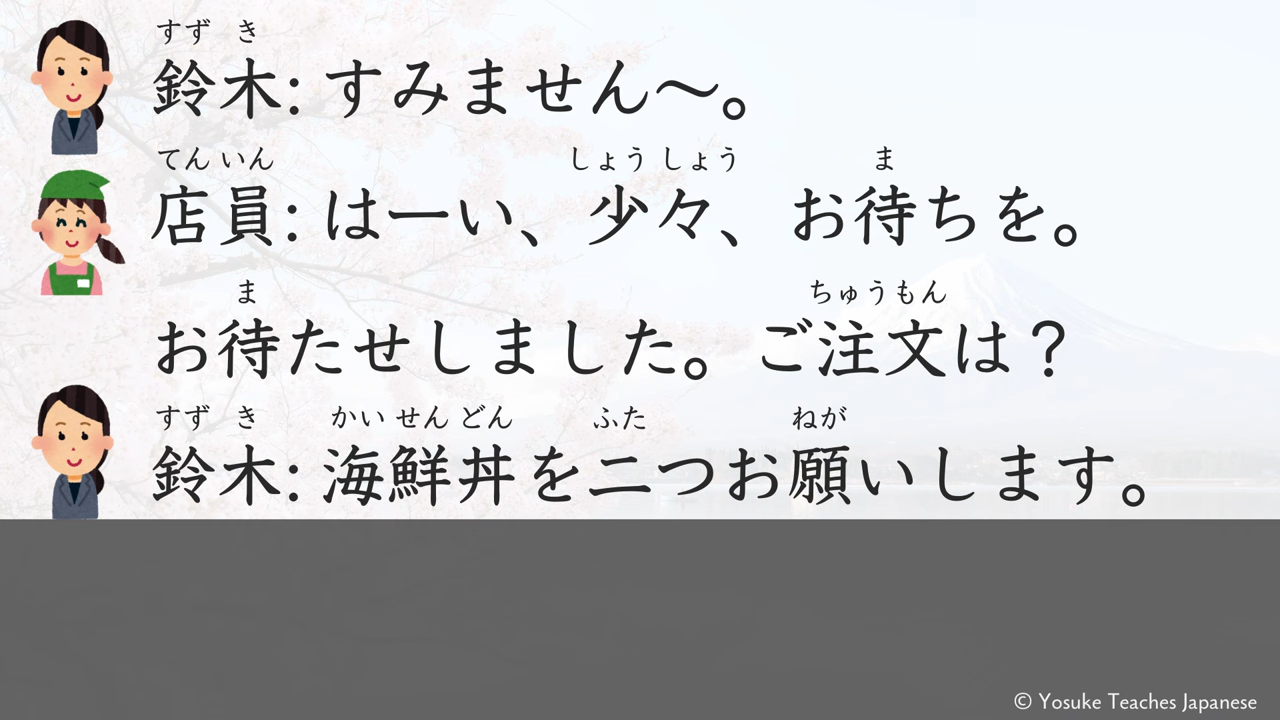 すず き
鈴木: すみません〜。
てん いん しょう しょう ま
店員: はーい、少々、お待ちを。
ま ちゅうもん
お待たせしました。ご注文は？
すず き かい せん どん ふた ねが
鈴木: 海鮮丼を二つお願いします。
© Yosuke Teaches Japanese